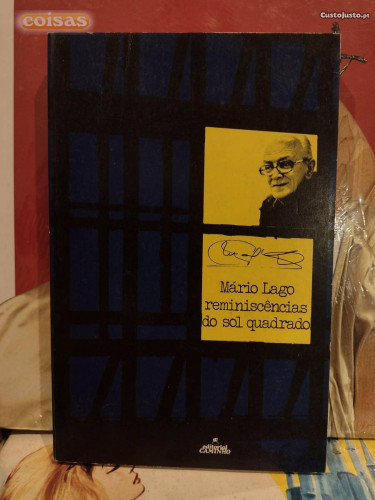 coisas
CustoJusto.pt
Mário Lago
reminiscências
do sol quadrado
editorial
CAMINHO